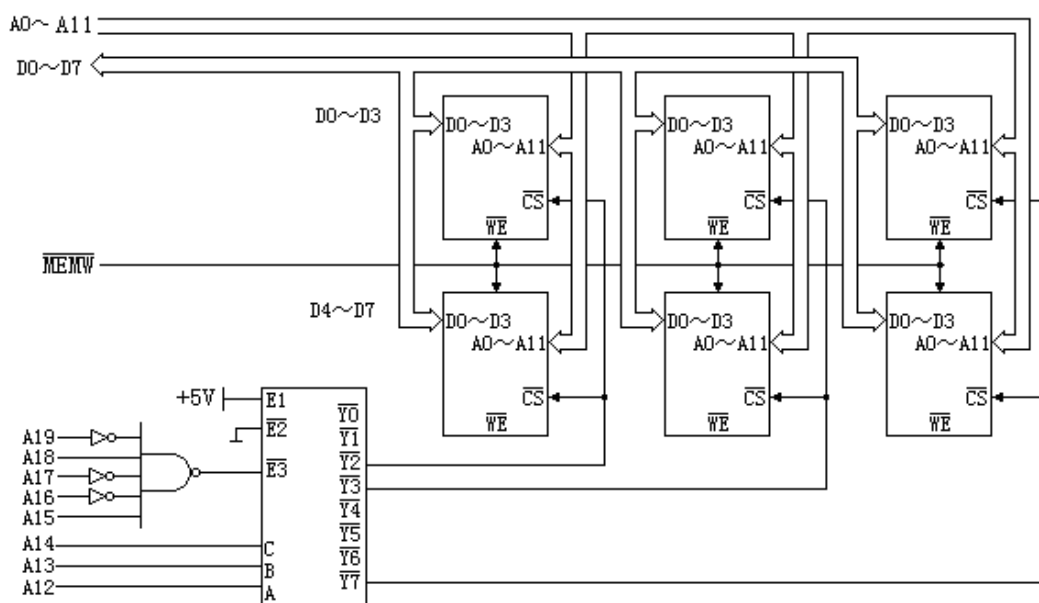 A0～A11
D0～D7
D0～D3
D0～D3
A0～A11
CS
WE
D0～D3
A0～A11
CS
WE
D0～D3
A0～A11
CS
WE
MEMW
D4～D7
D0～D3
A0～A11
CS
WE
D0～D3
A0～A11
CS
WE
D0～D3
A0～A11
CS
WE
+5V
E1
E2
E3
A19
A18
A17
A16
A15
A14
A13
A12
C
B
A
Y0
Y1
Y2
Y3
Y4
Y5
Y6
Y7